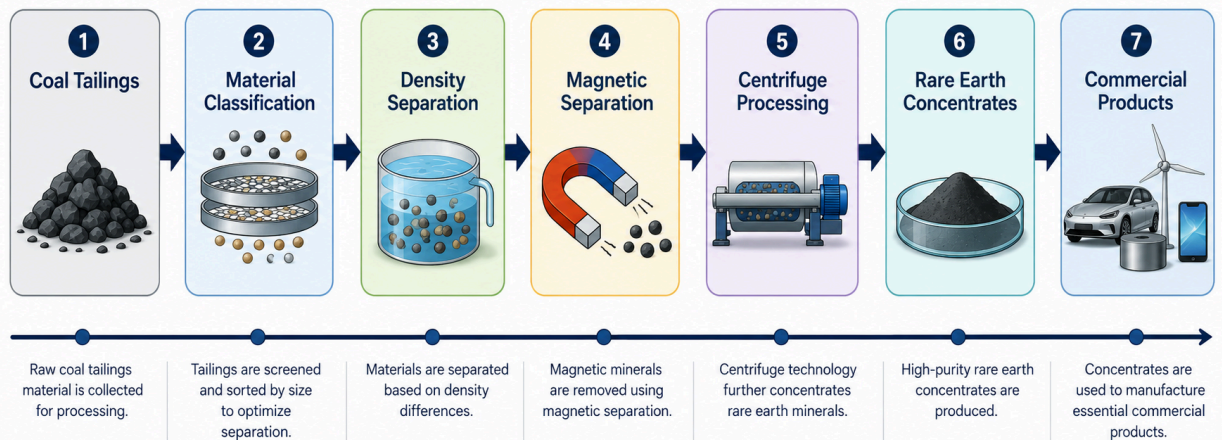 1
Coal Tailings
2
Material
Classification
3
Density
Separation
4
Magnetic
Separation
5
Centrifuge
Processing
6
Rare Earth
Concentrates
7
Commercial
Products
Raw coal tailings
material is collected
for processing.
Tailings are screened
and sorted by size
to optimize
separation.
Materials are separated
based on density
differences.
Magnetic minerals
are removed using
magnetic separation.
Centrifuge technology
further concentrates
rare earth minerals.
High-purity rare earth
concentrates are
produced.
Concentrates are
used to manufacture
essential commercial
products.